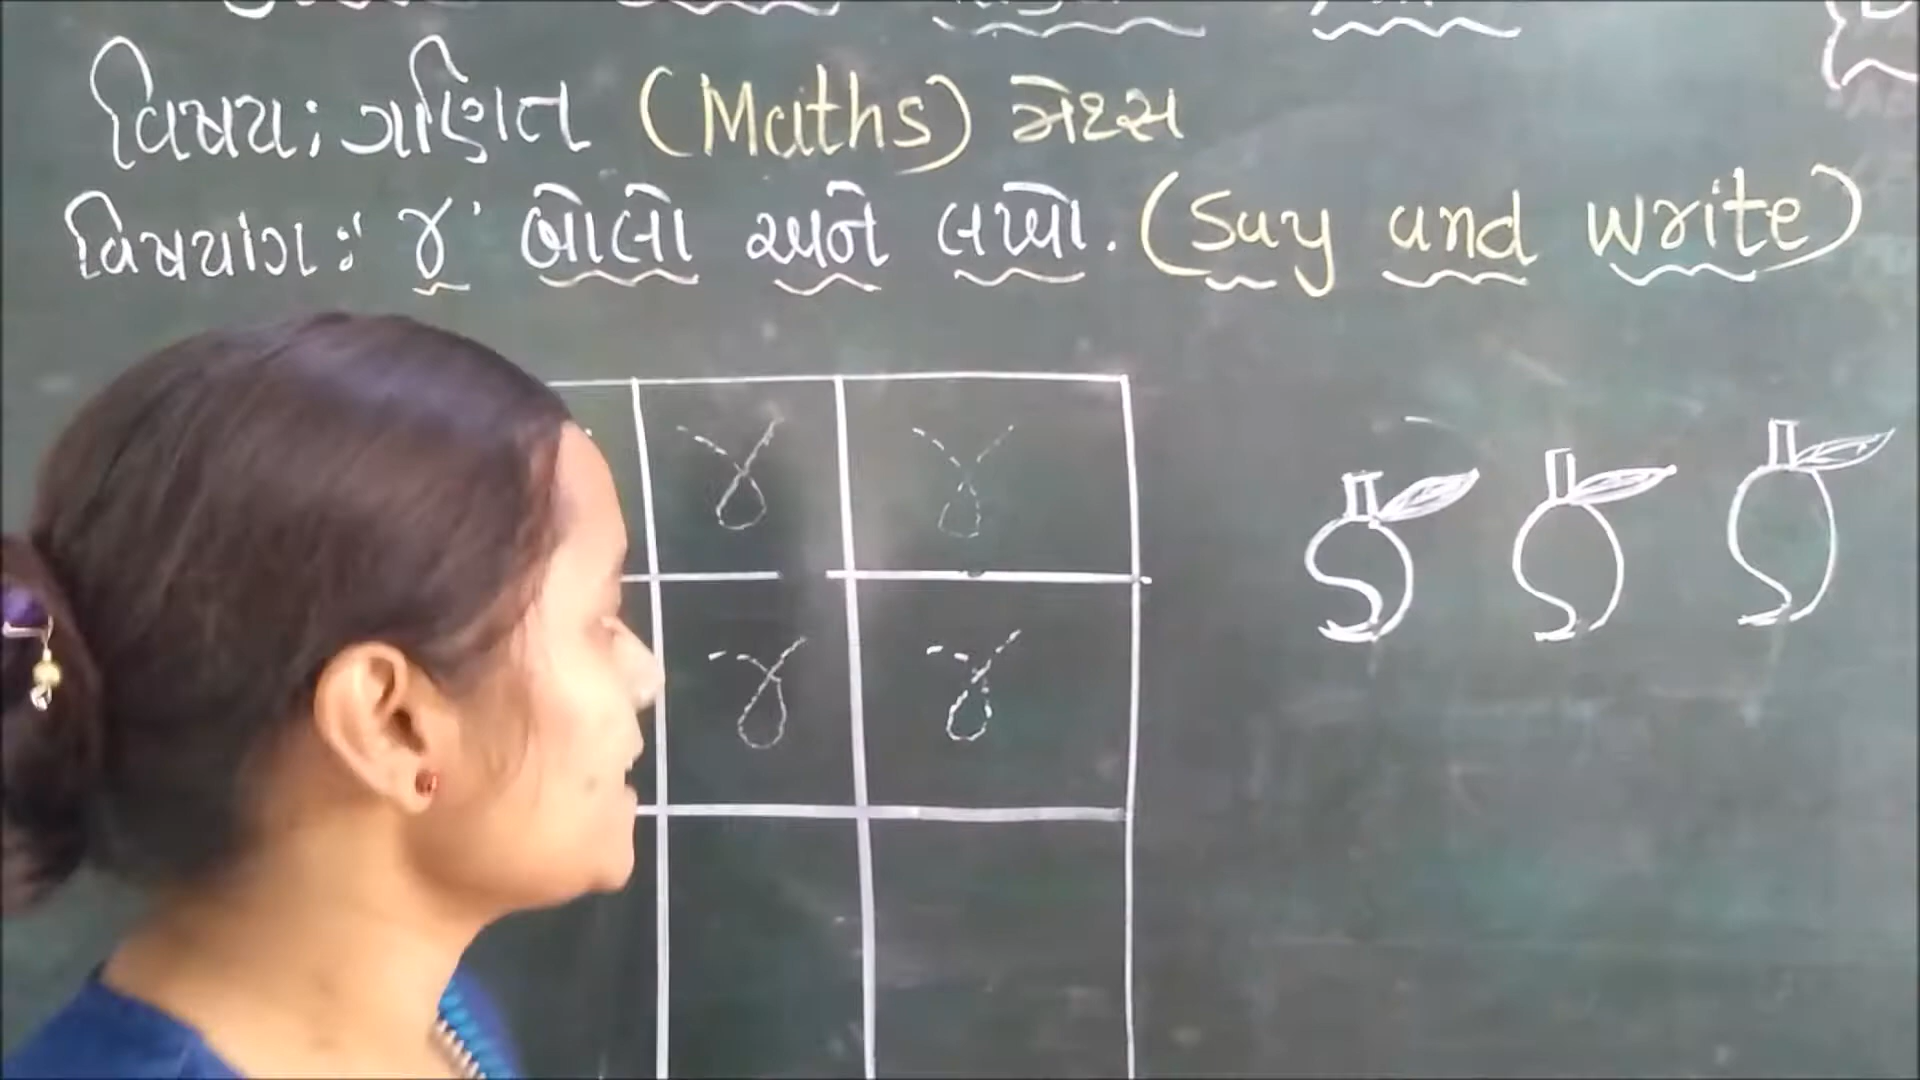 વિષય: ગણિત (Maths) મેથ્સ
વિષયાંગ: '૪' બોલો અને લખો. (Say and write)
૪ ૪
૪ ૪